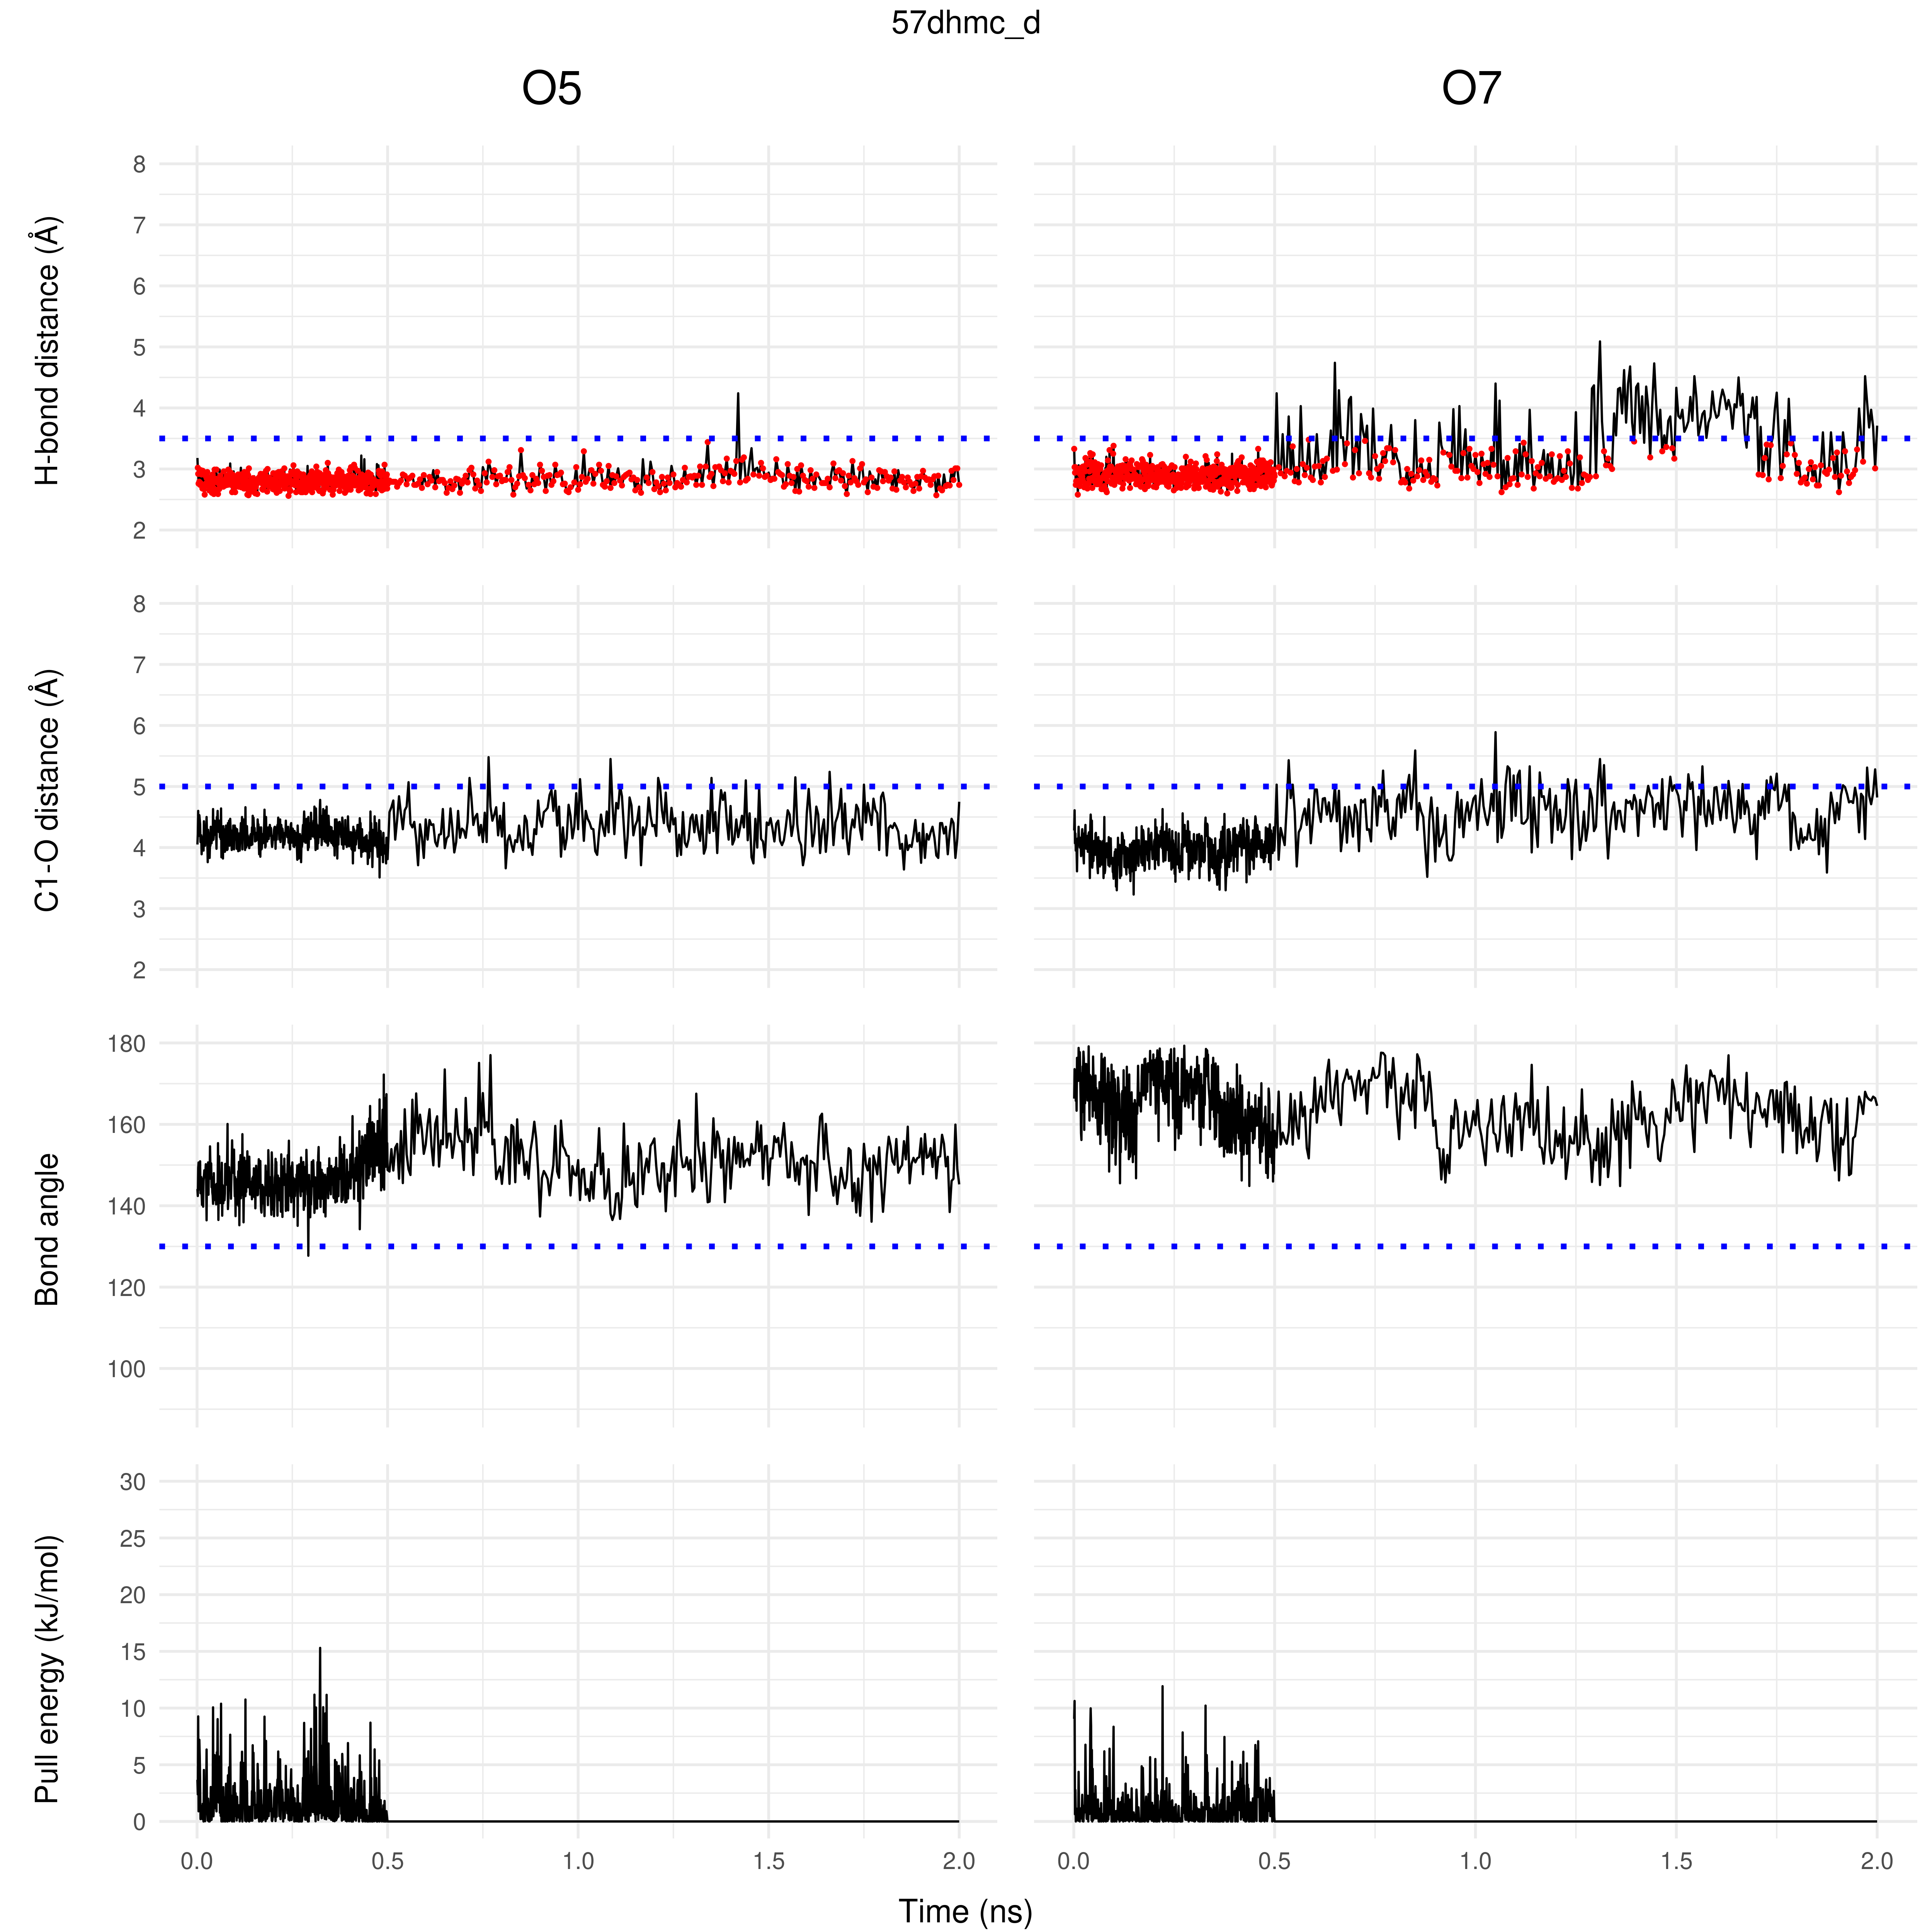 57dhmc_d
O5
O7
H-bond distance (Å)
8
7
6
5
4
3
2
C1-O distance (Å)
8
7
6
5
4
3
2
Bond angle
180
160
140
120
100
Pull energy (kJ/mol)
30
25
20
15
10
5
0
0.0 0.5 1.0 1.5 2.0
0.0 0.5 1.0 1.5 2.0
Time (ns)